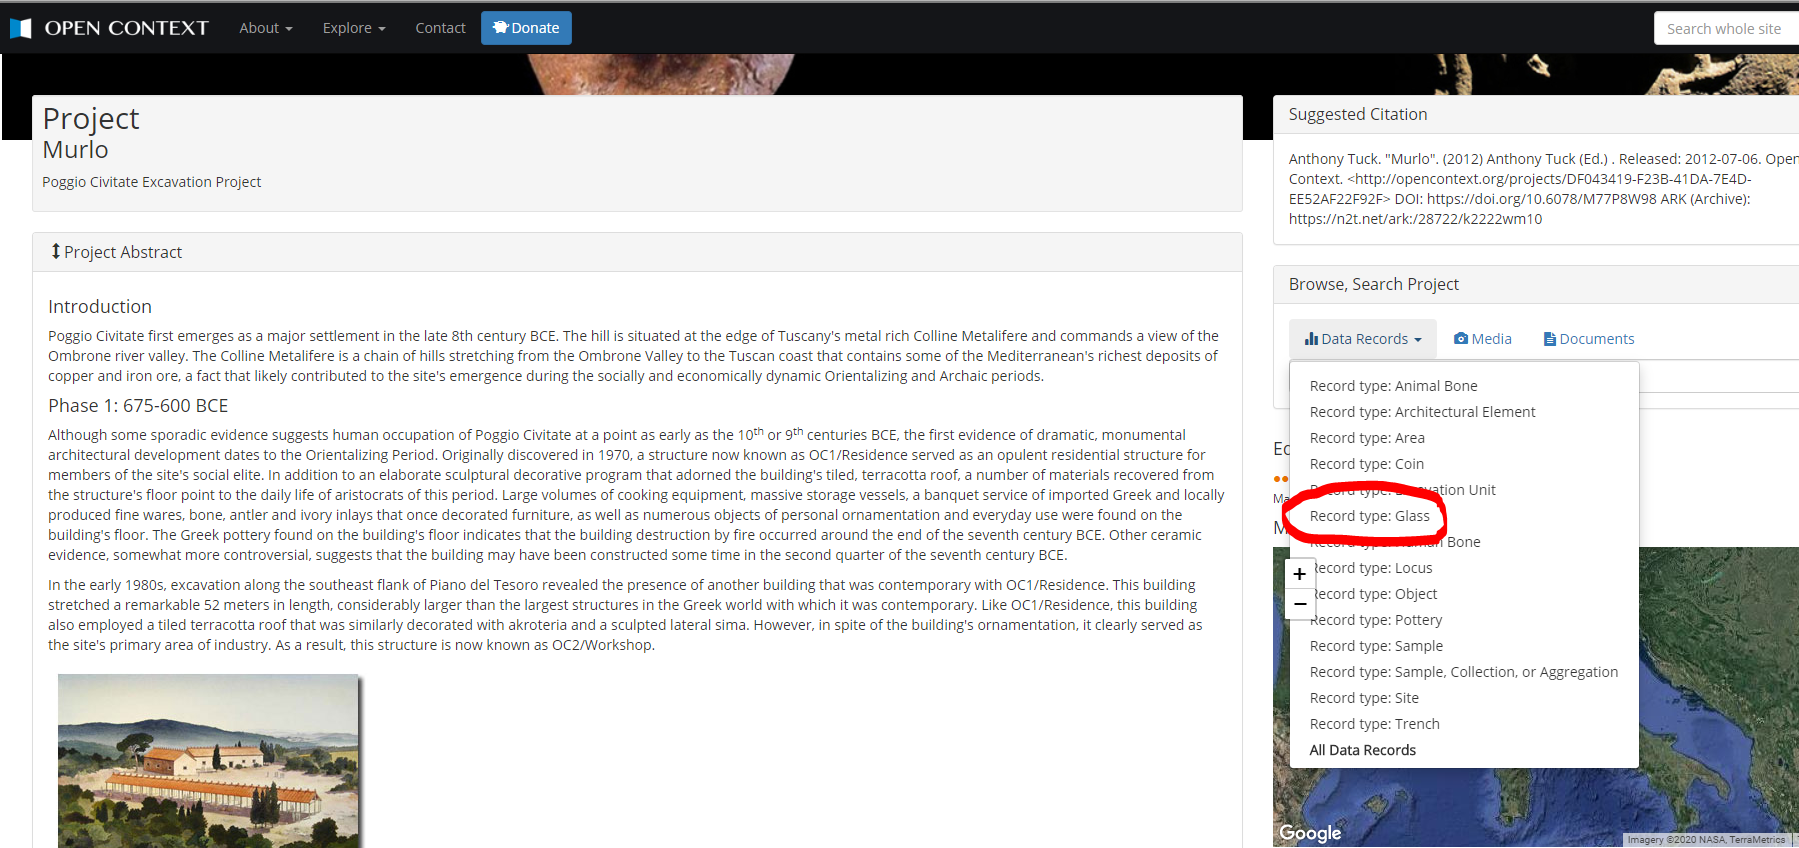 OPEN CONTEXT
About
Explore
Contact
Donate
Search whole site
Project
Murlo
Poggio Civitate Excavation Project
Project Abstract
Introduction
Poggio Civitate first emerges as a major settlement in the late 8th century BCE. The hill is situated at the edge of Tuscany's metal rich Colline Metalifere and commands a view of the
Ombrone river valley. The Colline Metalifere is a chain of hills stretching from the Ombrone Valley to the Tuscan coast that contains some of the Mediterranean's richest deposits of
copper and iron ore, a fact that likely contributed to the site's emergence during the socially and economically dynamic Orientalizing and Archaic periods.
Phase 1: 675-600 BCE
Although some sporadic evidence suggests human occupation of Poggio Civitate at a point as early as the 10th or 9th centuries BCE, the first evidence of dramatic, monumental
architectural development dates to the Orientalizing Period. Originally discovered in 1970, a structure now known as OC1/Residence served as an opulent residential structure for
members of the site's social elite. In addition to an elaborate sculptural decorative program that adorned the building's tiled, terracotta roof, a number of materials recovered from
the structure's floor point to the daily life of aristocrats of this period. Large volumes of cooking equipment, massive storage vessels, a banquet service of imported Greek and locally
produced fine wares, bone, antler and ivory inlays that once decorated furniture, as well as numerous objects of personal ornamentation and everyday use were found on the
building's floor. The Greek pottery found on the building's floor indicates that the building destruction by fire occurred around the end of the seventh century BCE. Other ceramic
evidence, somewhat more controversial, suggests that the building may have been constructed some time in the second quarter of the seventh century BCE.
In the early 1980s, excavation along the southeast flank of Piano del Tesoro revealed the presence of another building that was contemporary with OC1/Residence. This building
stretched a remarkable 52 meters in length, considerably larger than the largest structures in the Greek world with which it was contemporary. Like OC1/Residence, this building
also employed a tiled terracotta roof that was similarly decorated with akroteria and a sculpted lateral sima. However, in spite of the building's ornamentation, it clearly served as
the site's primary area of industry. As a result, this structure is now known as OC2/Workshop.
Suggested Citation
Anthony Tuck. "Murlo". (2012) Anthony Tuck (Ed.) . Released: 2012-07-06. Open
Context. <http://opencontext.org/projects/DF043419-F23B-41DA-7E4D-
EE52AF22F92F> DOI: https://doi.org/10.6078/M77P8W98 ARK (Archive):
https://n2t.net/ark:/28722/k2222wm10
Browse, Search Project
Data Records
Media
Documents
Record type: Animal Bone
Record type: Architectural Element
Record type: Area
Record type: Coin
Record type: Excavation Unit
Record type: Glass
Record type: Human Bone
Record type: Locus
Record type: Object
Record type: Pottery
Record type: Sample
Record type: Sample, Collection, or Aggregation
Record type: Site
Record type: Trench
All Data Records
+
−
Google
Imagery ©2020 NASA, TerraMetrics